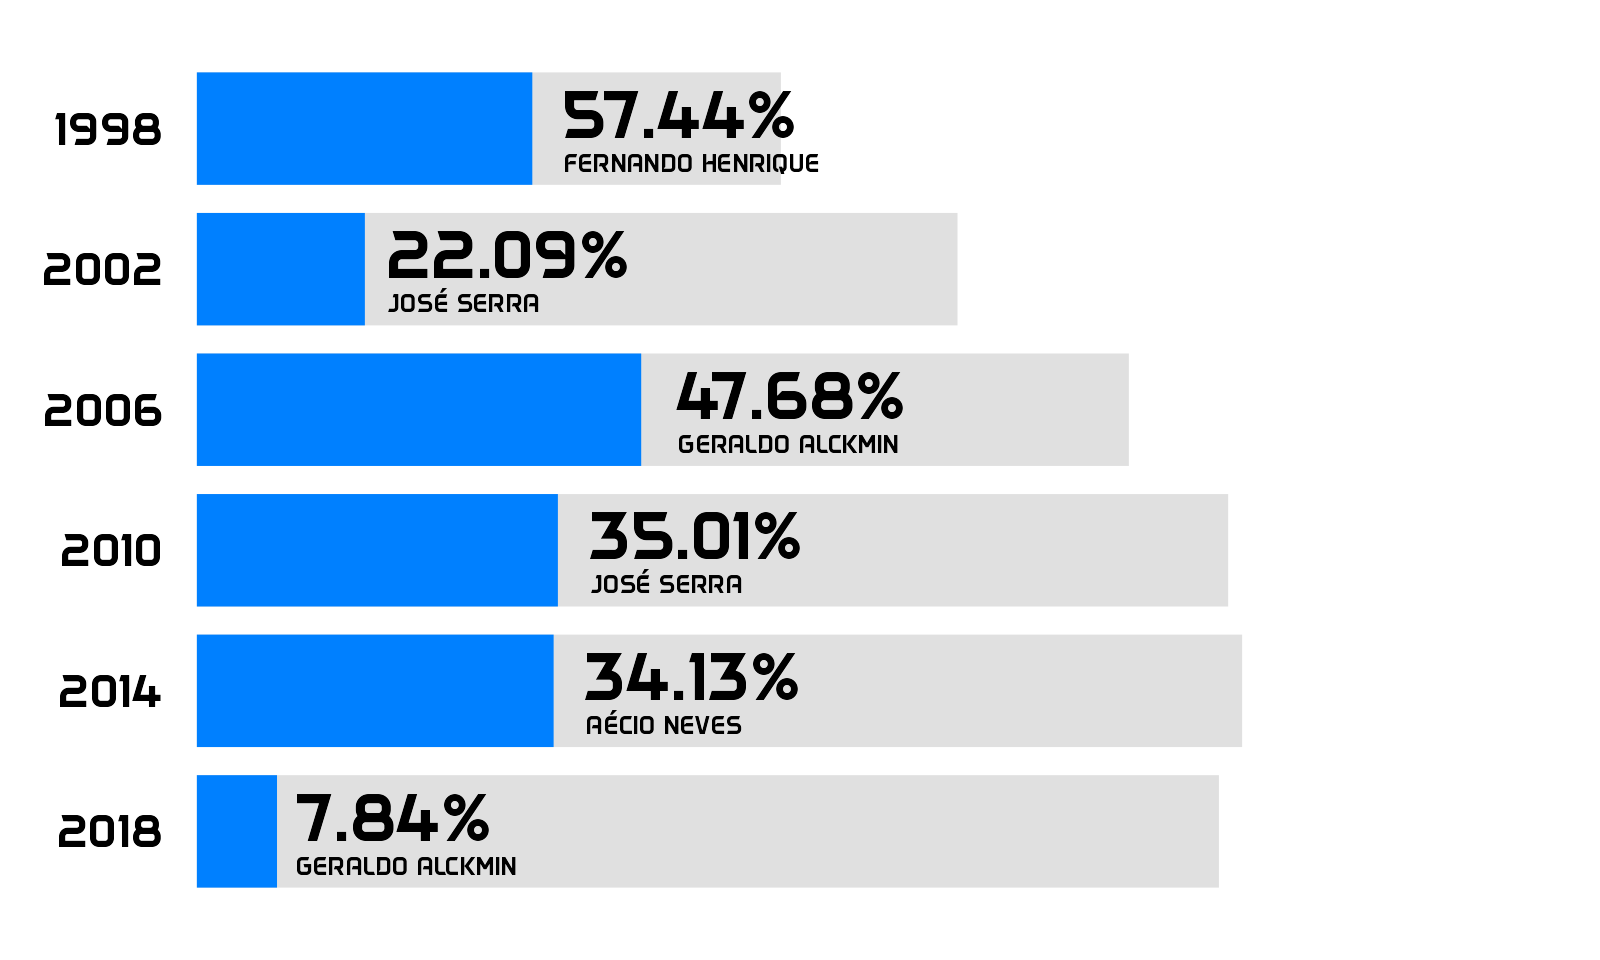 1998
57.44%
FERNANDO HENRIQUE
2002
22.09%
JOSÉ SERRA
2006
47.68%
GERALDO ALCKMIN
2010
35.01%
JOSÉ SERRA
2014
34.13%
AÉCIO NEVES
2018
7.84%
GERALDO ALCKMIN